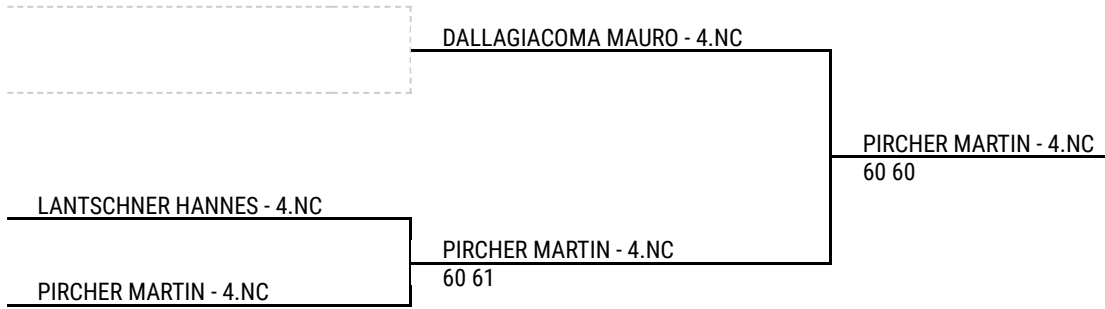 DALLAGIACOMA MAURO - 4.NC
PIRCHER MARTIN - 4.NC
60 60
LANTSCHNER HANNES - 4.NC
PIRCHER MARTIN - 4.NC
60 61
PIRCHER MARTIN - 4.NC